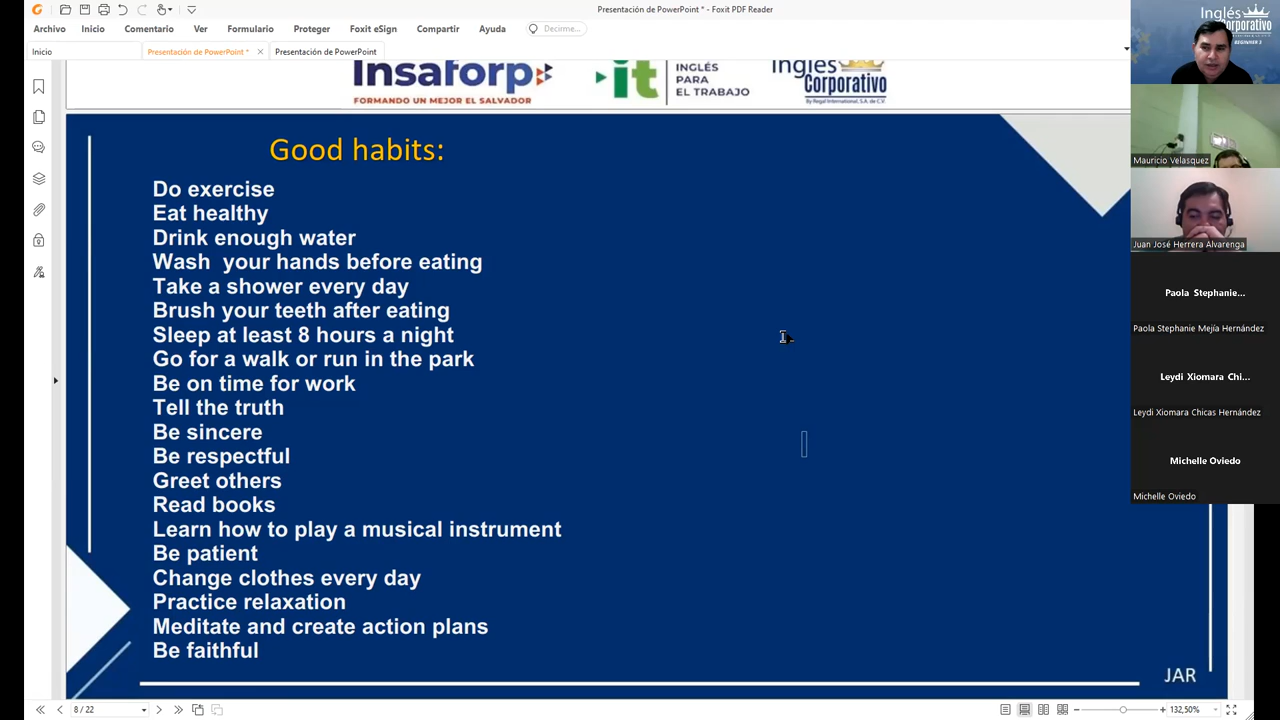 Presentación de PowerPoint * - Foxit PDF Reader
Archivo Inicio Comentario Ver Formulario Proteger Foxit eSign Compartir Ayuda Decirme...
Inicio Presentación de PowerPoint * Presentación de PowerPoint
Insaforp
FORMANDO UN MEJOR EL SALVADOR
it
INGLÉS
PARA
EL TRABAJO
Inglés
Corporativo
By Regal International, S.A. de C.V.
Good habits:
Do exercise
Eat healthy
Drink enough water
Wash your hands before eating
Take a shower every day
Brush your teeth after eating
Sleep at least 8 hours a night
Go for a walk or run in the park
Be on time for work
Tell the truth
Be sincere
Be respectful
Greet others
Read books
Learn how to play a musical instrument
Be patient
Change clothes every day
Practice relaxation
Meditate and create action plans
Be faithful
JAR
8 / 22
132,50%
Inglés
Corporativo
BEGINNER 2
Mauricio Velasquez
Juan José Herrera Alvarenga
Paola Stephanie...
Paola Stephanie Mejía Hernández
Leydi Xiomara Chi...
Leydi Xiomara Chicas Hernández
Michelle Oviedo
Michelle Oviedo